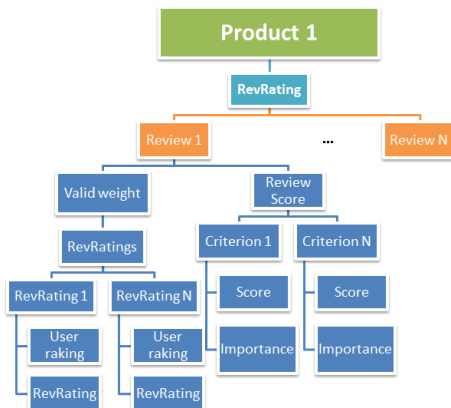 Product 1
RevRating
Review 1
...
Review N
Valid weight
Review
Score
RevRatings
Criterion 1
Criterion N
RevRating 1
RevRating N
Score
Score
User
raking
User
raking
Importance
Importance
RevRating
RevRating